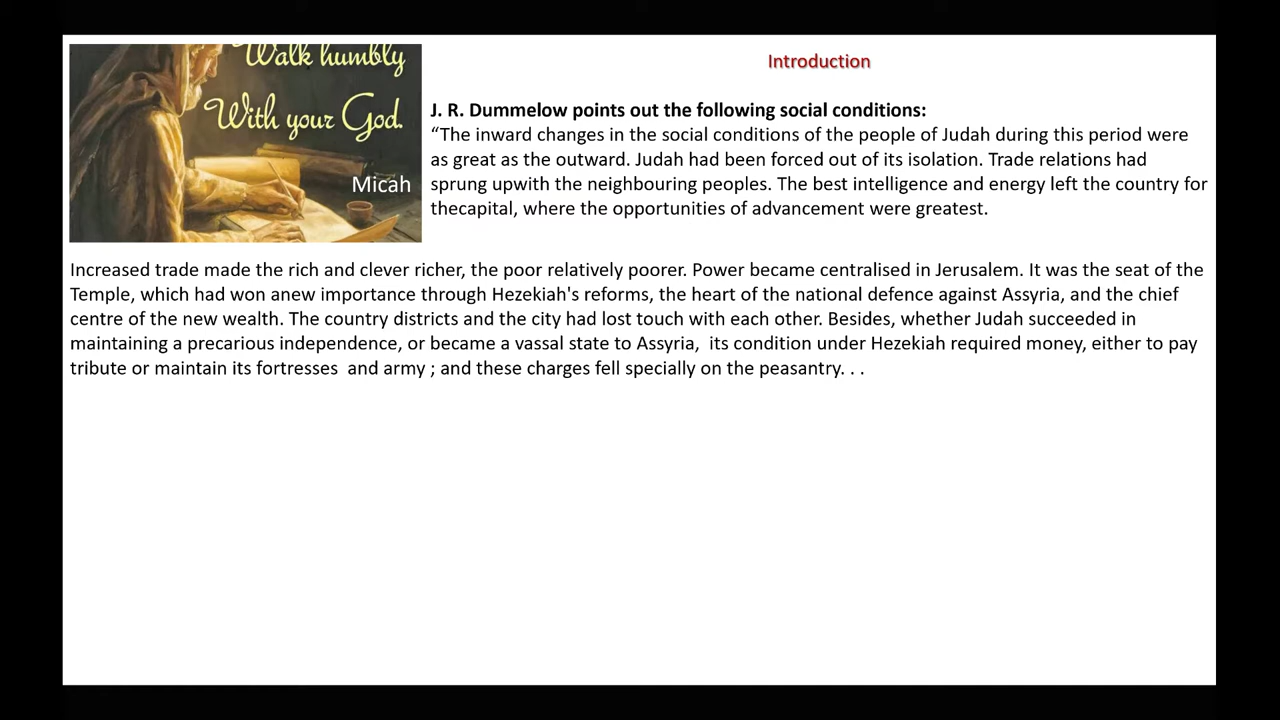 Walk humbly
With your God.
Micah
Introduction
J. R. Dummelow points out the following social conditions:
“The inward changes in the social conditions of the people of Judah during this period were
as great as the outward. Judah had been forced out of its isolation. Trade relations had
sprung upwith the neighbouring peoples. The best intelligence and energy left the country for
thecapital, where the opportunities of advancement were greatest.
Increased trade made the rich and clever richer, the poor relatively poorer. Power became centralised in Jerusalem. It was the seat of the
Temple, which had won anew importance through Hezekiah's reforms, the heart of the national defence against Assyria, and the chief
centre of the new wealth. The country districts and the city had lost touch with each other. Besides, whether Judah succeeded in
maintaining a precarious independence, or became a vassal state to Assyria,  its condition under Hezekiah required money, either to pay
tribute or maintain its fortresses  and army ; and these charges fell specially on the peasantry. . .